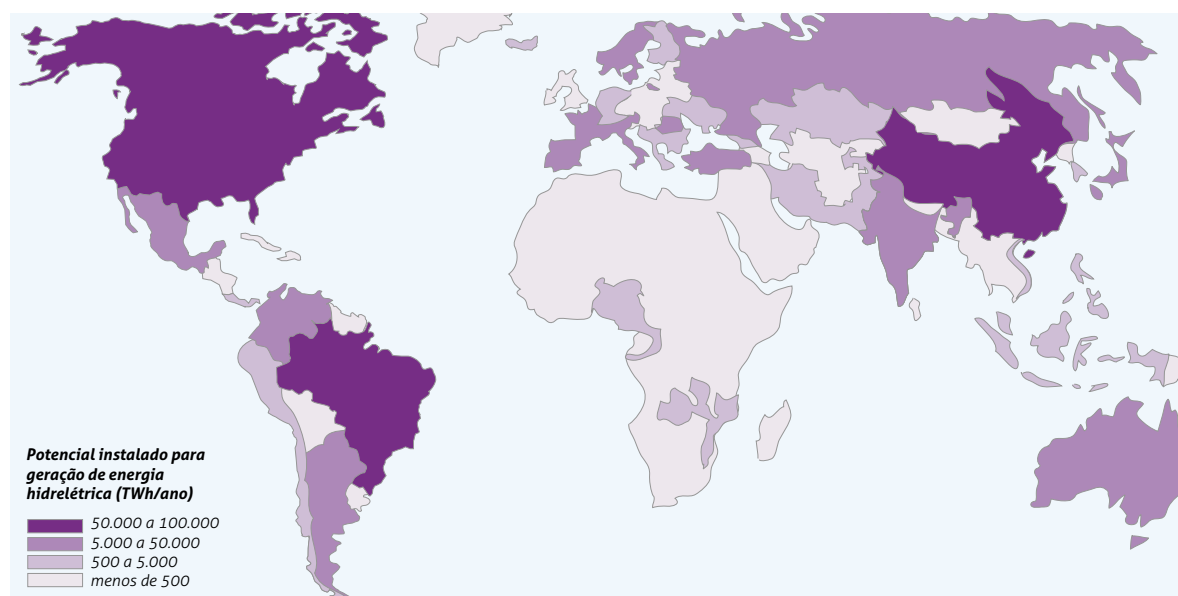 Potencial instalado para
geração de energia
hidrelétrica (TWh/ano)
50.000 a 100.000
5.000 a 50.000
500 a 5.000
menos de 500